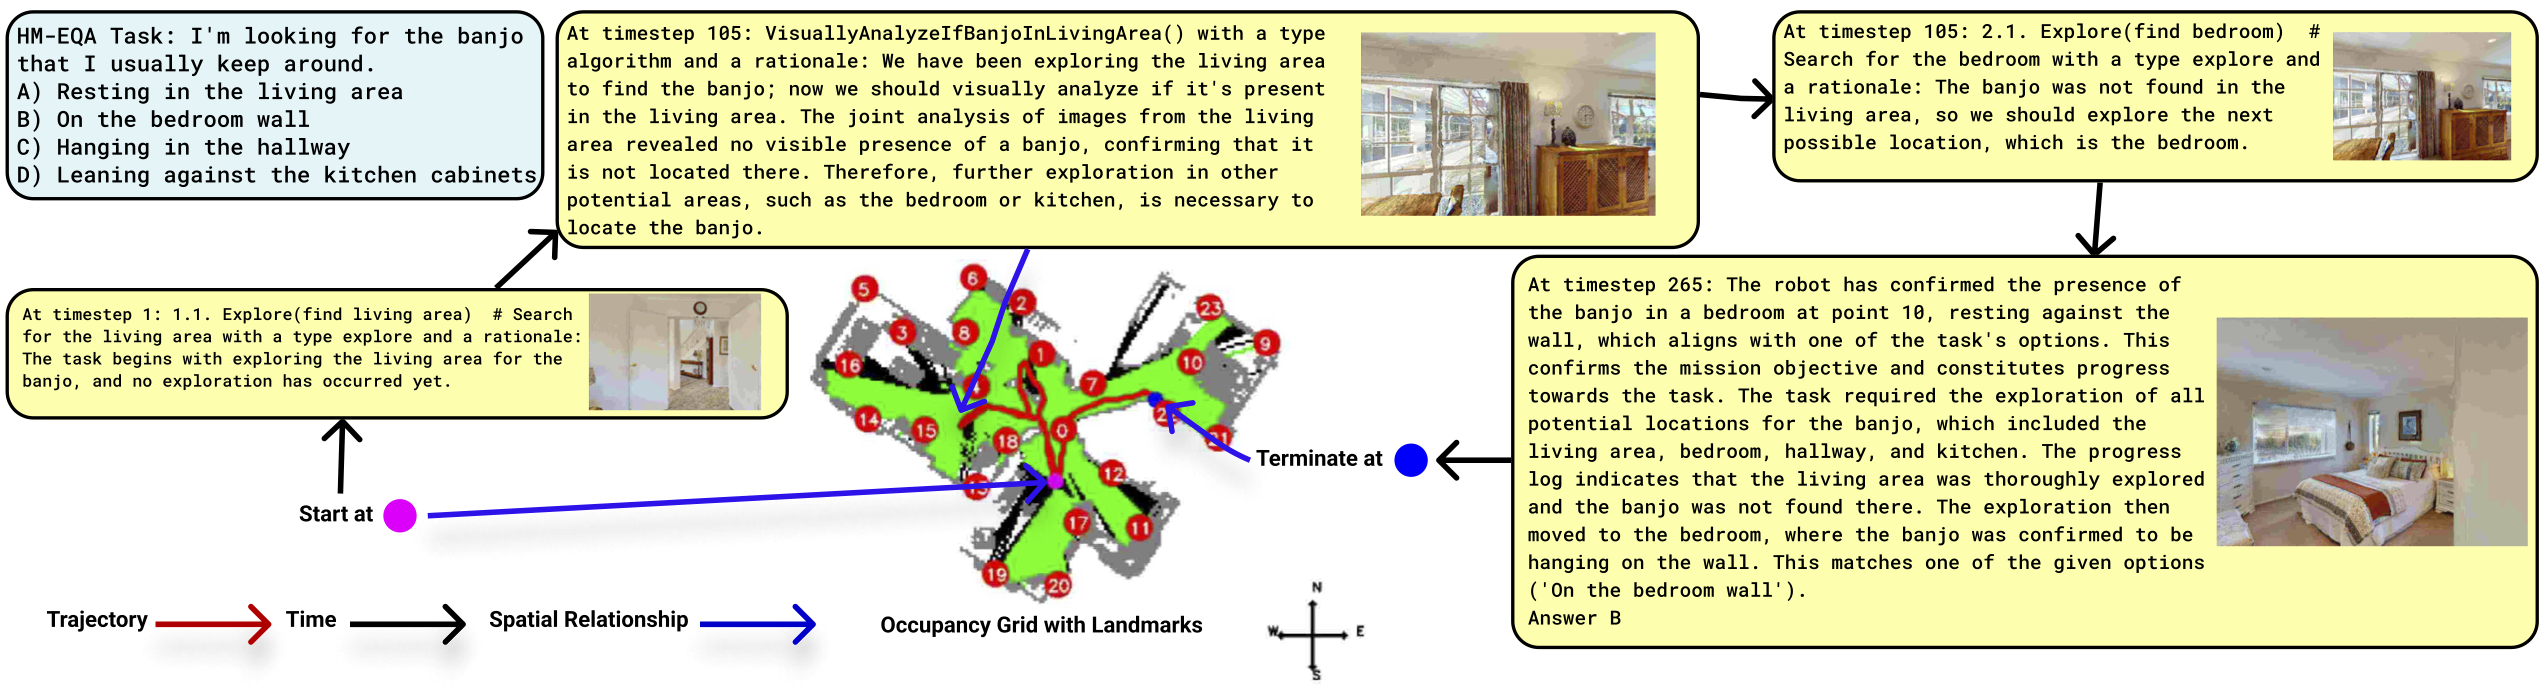 HM-EQA Task: I'm looking for the banjo
that I usually keep around.
A) Resting in the living area
B) On the bedroom wall
C) Hanging in the hallway
D) Leaning against the kitchen cabinets
At timestep 105: VisuallyAnalyzeIfBanjoInLivingArea() with a type
algorithm and a rationale: We have been exploring the living area
to find the banjo; now we should visually analyze if it's present
in the living area. The joint analysis of images from the living
area revealed no visible presence of a banjo, confirming that it
is not located there. Therefore, further exploration in other
potential areas, such as the bedroom or kitchen, is necessary to
locate the banjo.
At timestep 105: 2.1. Explore(find bedroom)  #
Search for the bedroom with a type explore and
a rationale: The banjo was not found in the
living area, so we should explore the next
possible location, which is the bedroom.
At timestep 1: 1.1. Explore(find living area)  # Search
for the living area with a type explore and a rationale:
The task begins with exploring the living area for the
banjo, and no exploration has occurred yet.
At timestep 265: The robot has confirmed the presence of
the banjo in a bedroom at point 10, resting against the
wall, which aligns with one of the task's options. This
confirms the mission objective and constitutes progress
towards the task. The task required the exploration of all
potential locations for the banjo, which included the
living area, bedroom, hallway, and kitchen. The progress
log indicates that the living area was thoroughly explored
and the banjo was not found there. The exploration then
moved to the bedroom, where the banjo was confirmed to be
hanging on the wall. This matches one of the given options
('On the bedroom wall').
Answer B
5
6
2
3
8
1
16
7
23
9
10
14
15
18
0
21
12
17
11
19
20
Start at
Terminate at
Trajectory
Time
Spatial Relationship
Occupancy Grid with Landmarks
N
W
E
S